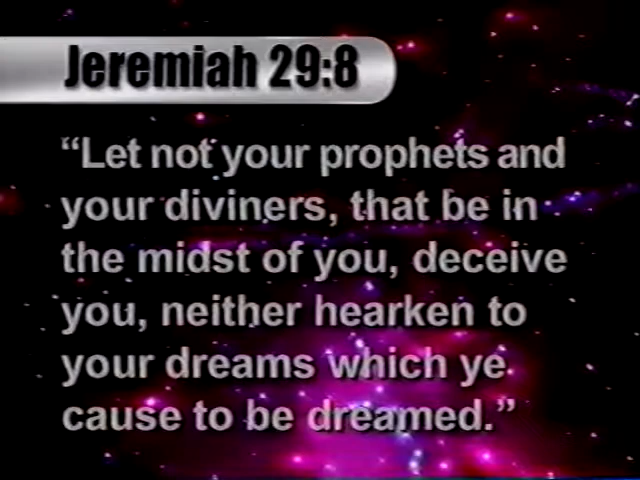 Jeremiah 29:8
“Let not your prophets and
your diviners, that be in
the midst of you, deceive
you, neither hearken to
your dreams which ye
cause to be dreamed.”